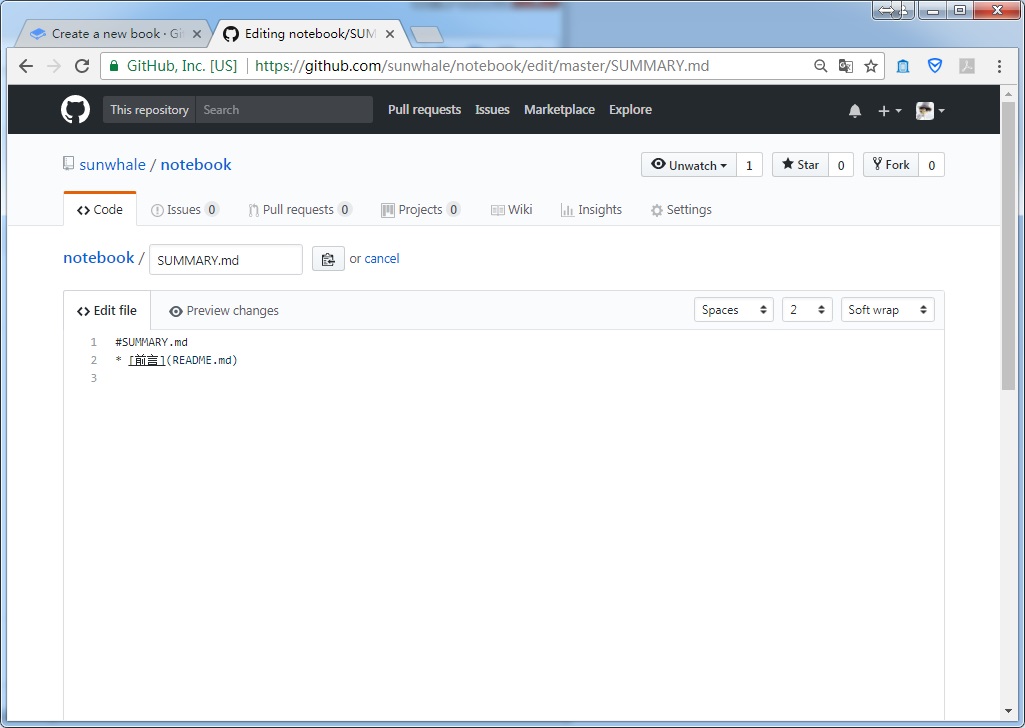 Create a new book · Gi
Editing notebook/SUM
GitHub, Inc. [US] https://github.com/sunwhale/notebook/edit/master/SUMMARY.md
This repository Search Pull requests Issues Marketplace Explore
sunwhale / notebook Unwatch 1 Star 0 Fork 0
Code Issues 0 Pull requests 0 Projects 0 Wiki Insights Settings
notebook / SUMMARY.md or cancel
Edit file Preview changes Spaces 2 Soft wrap
1 #SUMMARY.md
2 * [前言](README.md)
3